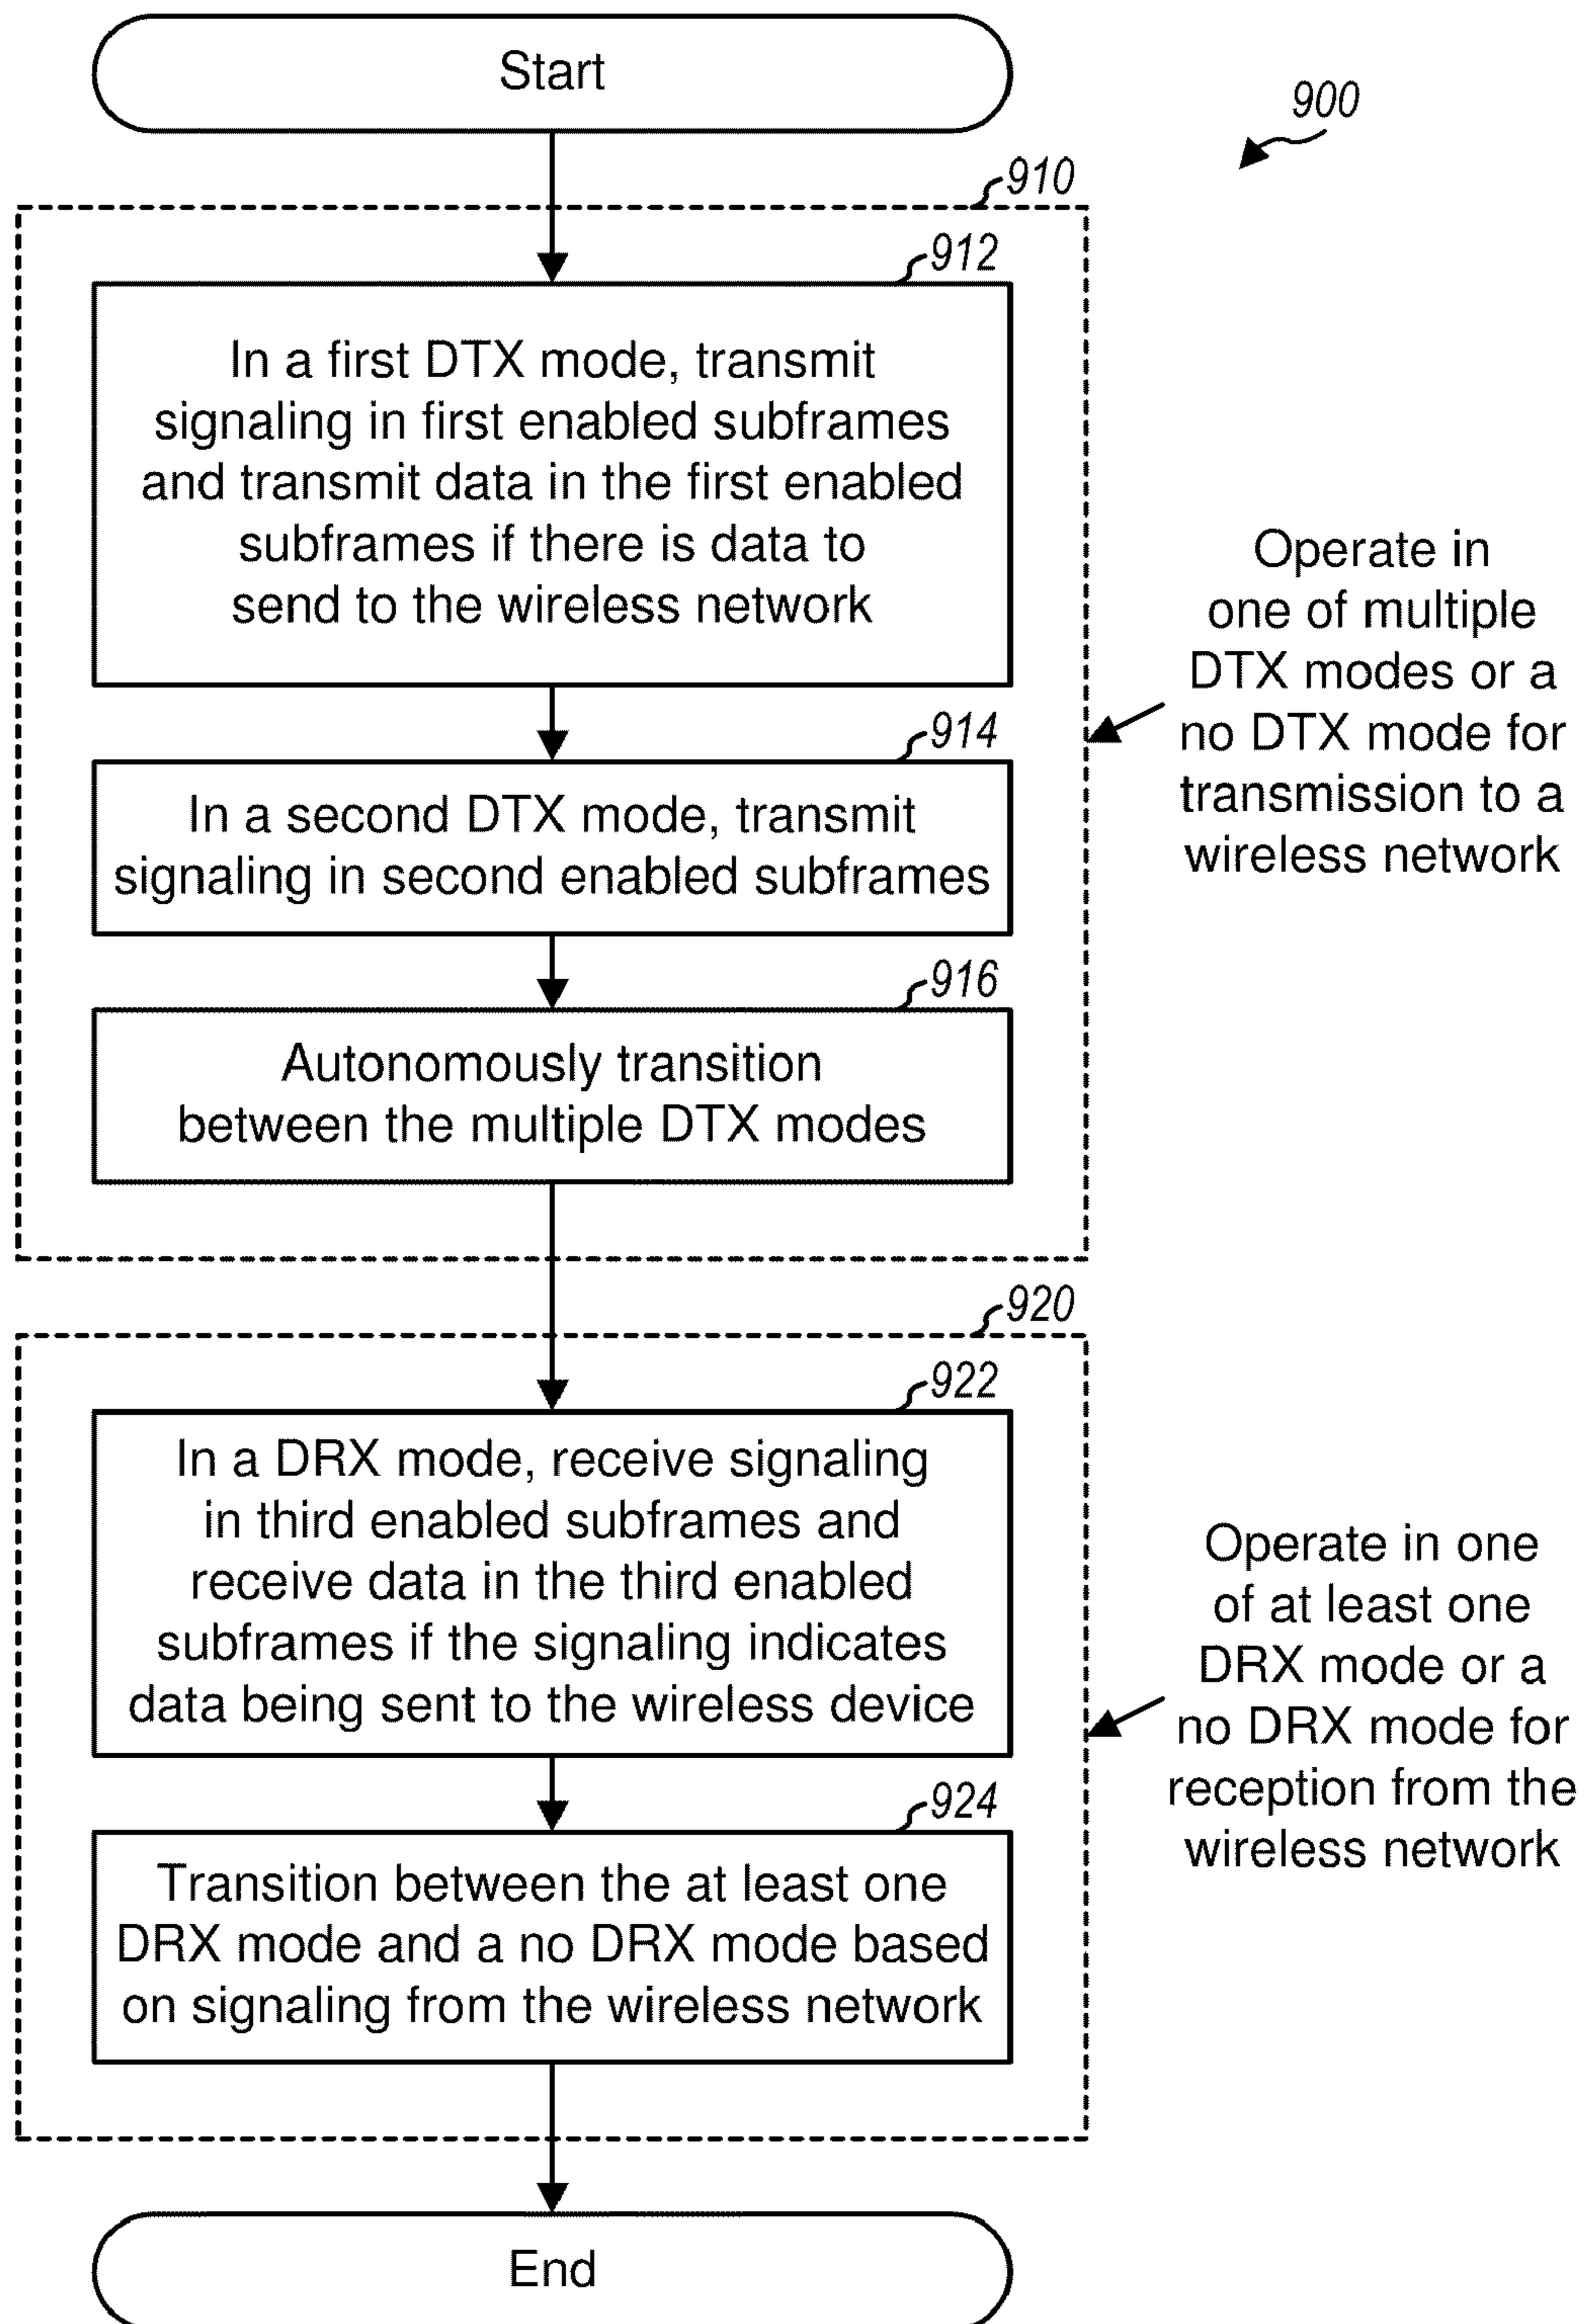 Start
900
910
912
In a first DTX mode, transmit
signaling in first enabled subframes
and transmit data in the first enabled
subframes if there is data to
send to the wireless network
Operate in
one of multiple
DTX modes or a
no DTX mode for
transmission to a
wireless network
914
In a second DTX mode, transmit
signaling in second enabled subframes
916
Autonomously transition
between the multiple DTX modes
920
922
In a DRX mode, receive signaling
in third enabled subframes and
receive data in the third enabled
subframes if the signaling indicates
data being sent to the wireless device
Operate in one
of at least one
DRX mode or a
no DRX mode for
reception from the
wireless network
924
Transition between the at least one
DRX mode and a no DRX mode based
on signaling from the wireless network
End